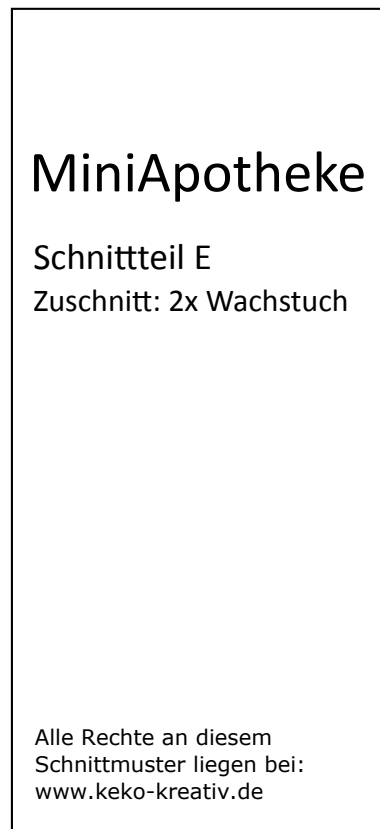 MiniApotheke
Schnittteil E
Zuschnitt: 2x Wachstuch
Alle Rechte an diesem
Schnittmuster liegen bei:
www.keko-kreativ.de